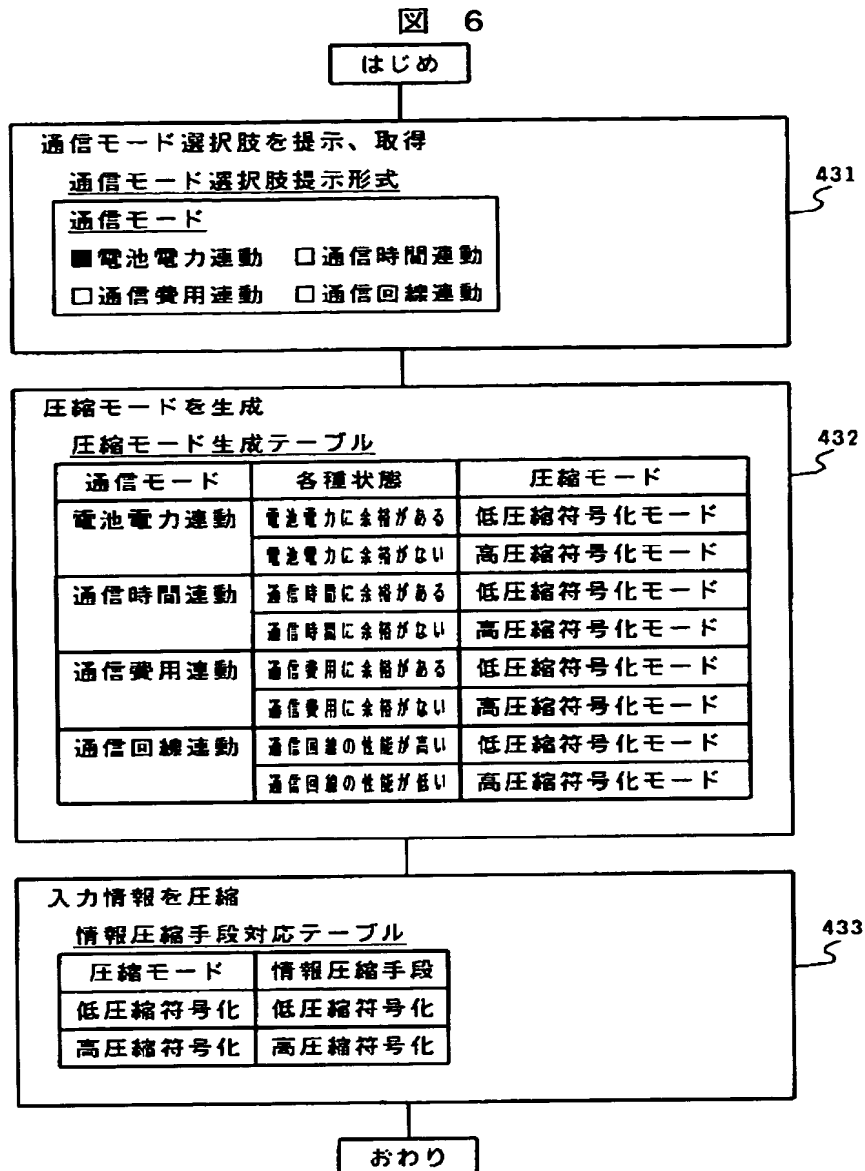 図 6
はじめ
通信モード選択肢を提示、取得
通信モード選択肢提示形式
通信モード
■電池電力連動 □通信時間連動
□通信費用連動 □通信回線連動
431
圧縮モードを生成
圧縮モード生成テーブル
432
通信モード 各種状態 圧縮モード
電池電力連動 電池電力に余裕がある 低圧縮符号化モード
電池電力に余裕がない 高圧縮符号化モード
通信時間連動 通信時間に余裕がある 低圧縮符号化モード
通信時間に余裕がない 高圧縮符号化モード
通信費用連動 通信費用に余裕がある 低圧縮符号化モード
通信費用に余裕がない 高圧縮符号化モード
通信回線連動 通信回線の性能が高い 低圧縮符号化モード
通信回線の性能が低い 高圧縮符号化モード
入力情報を圧縮
情報圧縮手段対応テーブル
433
圧縮モード 情報圧縮手段
低圧縮符号化 低圧縮符号化
高圧縮符号化 高圧縮符号化
おわり